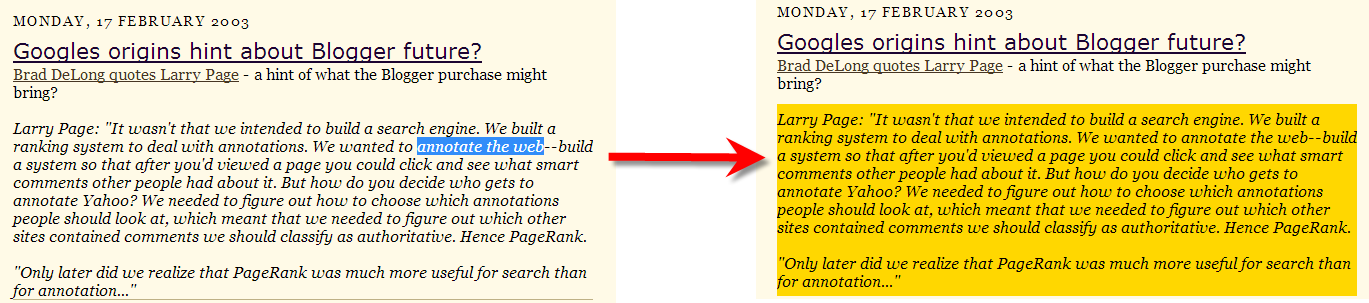 MONDAY, 17 FEBRUARY 2003
Googles origins hint about Blogger future?
Brad DeLong quotes Larry Page - a hint of what the Blogger purchase might
bring?
Larry Page: "It wasn't that we intended to build a search engine. We built a
ranking system to deal with annotations. We wanted to annotate the web--build
a system so that after you'd viewed a page you could click and see what smart
comments other people had about it. But how do you decide who gets to
annotate Yahoo? We needed to figure out how to choose which annotations
people should look at, which meant that we needed to figure out which other
sites contained comments we should classify as authoritative. Hence PageRank.
"Only later did we realize that PageRank was much more useful for search than
for annotation..."
MONDAY, 17 FEBRUARY 2003
Googles origins hint about Blogger future?
Brad DeLong quotes Larry Page - a hint of what the Blogger purchase might
bring?
Larry Page: "It wasn't that we intended to build a search engine. We built a
ranking system to deal with annotations. We wanted to annotate the web--build
a system so that after you'd viewed a page you could click and see what smart
comments other people had about it. But how do you decide who gets to
annotate Yahoo? We needed to figure out how to choose which annotations
people should look at, which meant that we needed to figure out which other
sites contained comments we should classify as authoritative. Hence PageRank.
"Only later did we realize that PageRank was much more useful for search than
for annotation..."